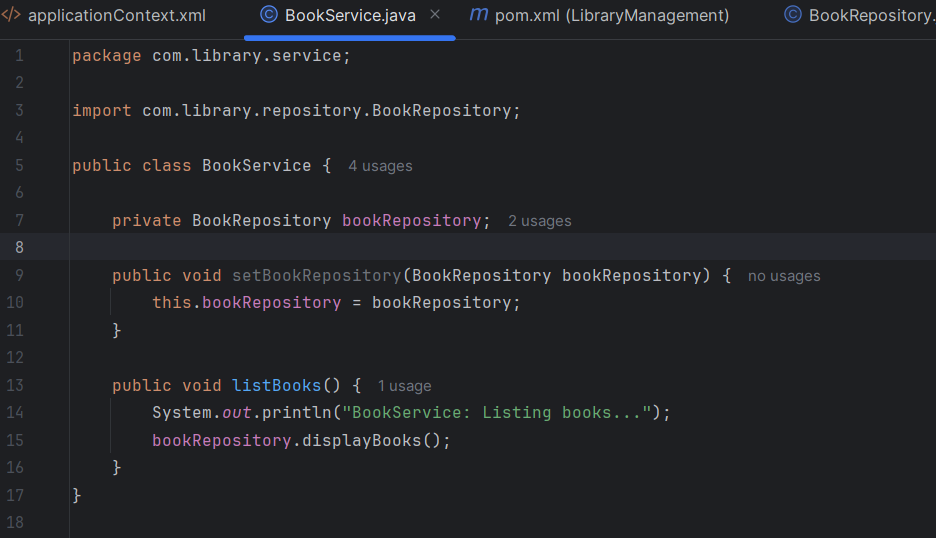 applicationContext.xml BookService.java pom.xml (LibraryManagement) BookRepository.
1 package com.library.service;
2
3 import com.library.repository.BookRepository;
4
5 public class BookService { 4 usages
6
7 private BookRepository bookRepository; 2 usages
8
9 public void setBookRepository(BookRepository bookRepository) { no usages
10 this.bookRepository = bookRepository;
11 }
12
13 public void listBooks() { 1 usage
14 System.out.println("BookService: Listing books...");
15 bookRepository.displayBooks();
16 }
17 }
18